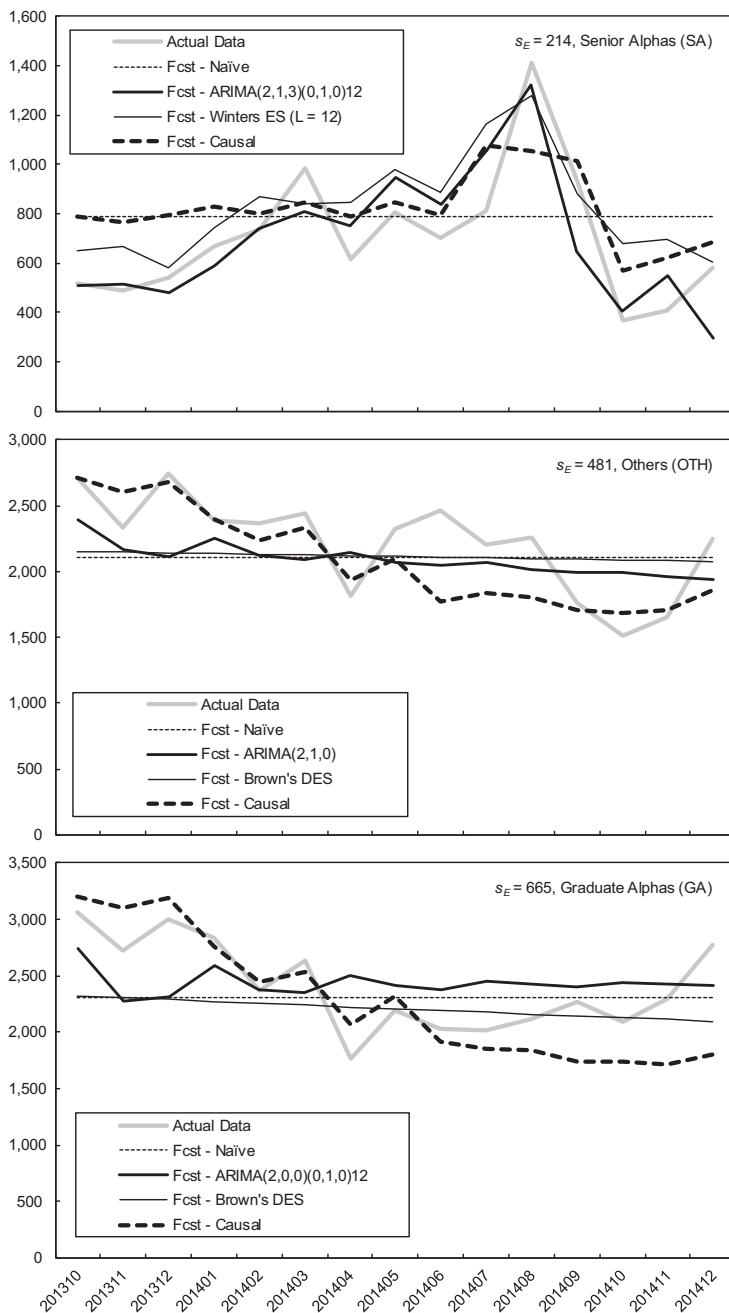 1,600
1,400
1,200
1,000
800
600
400
200
0
Actual Data
Fcst - Naïve
Fcst - ARIMA(2,1,3)(0,1,0)12
Fcst - Winters ES (L = 12)
Fcst - Causal
sE = 214, Senior Alphas (SA)
3,000
2,500
2,000
1,500
1,000
500
0
sE = 481, Others (OTH)
Actual Data
Fcst - Naïve
Fcst - ARIMA(2,1,0)
Fcst - Brown's DES
Fcst - Causal
3,500
3,000
2,500
2,000
1,500
1,000
500
0
sE = 665, Graduate Alphas (GA)
Actual Data
Fcst - Naïve
Fcst - ARIMA(2,0,0)(0,1,0)12
Fcst - Brown's DES
Fcst - Causal
201310
201311
201312
201401
201402
201403
201404
201405
201406
201407
201408
201409
201410
201411
201412